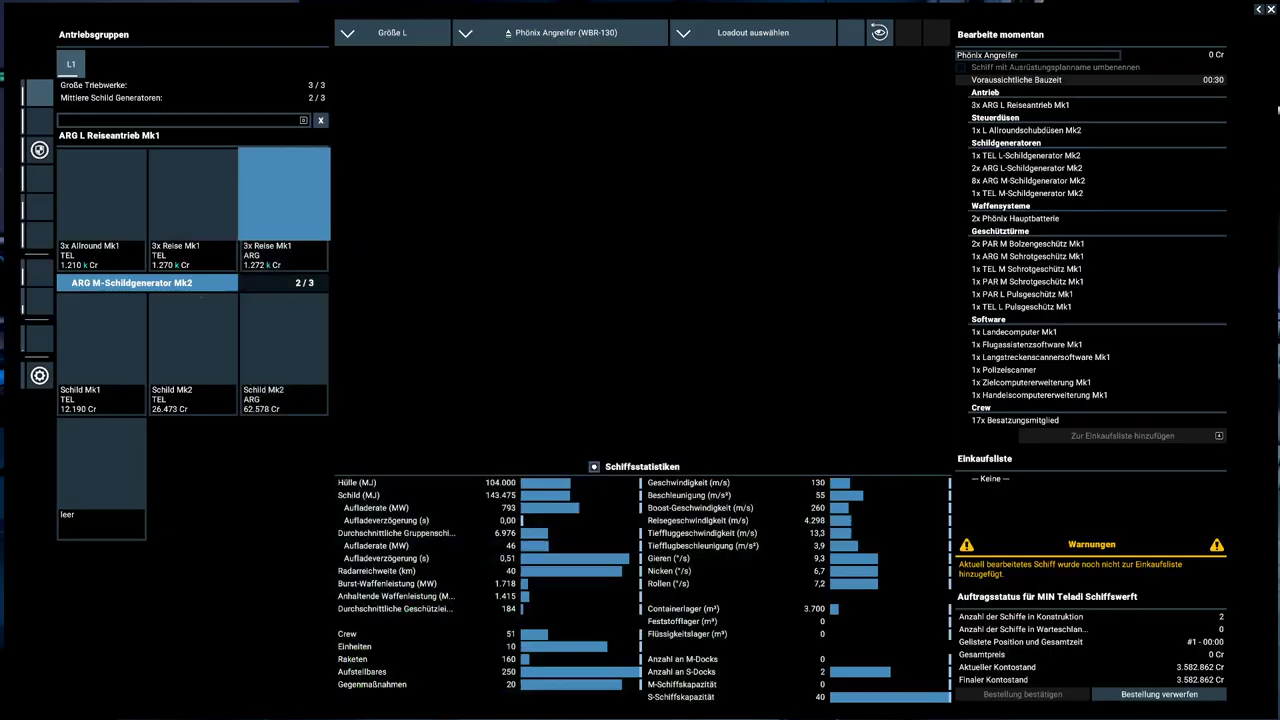 Antriebsgruppen
L1
Große Triebwerke: 3 / 3
Mittlere Schild Generatoren: 2 / 3
x
ARG L Reiseantrieb Mk1
3x Allround Mk1
TEL
1.210 k Cr
3x Reise Mk1
TEL
1.270 k Cr
3x Reise Mk1
ARG
1.272 k Cr
ARG M-Schildgenerator Mk2 2 / 3
Schild Mk1
TEL
12.190 Cr
Schild Mk2
TEL
26.473 Cr
Schild Mk2
ARG
62.578 Cr
leer
Größe L
Phönix Angreifer (WBR-130)
Loadout auswählen
Schiffsstatistiken
Hülle (MJ) 104.000
Schild (MJ) 143.475
Aufladerate (MW) 793
Aufladeverzögerung (s) 0,00
Durchschnittliche Gruppenschi... 6.976
Aufladerate (MW) 46
Aufladeverzögerung (s) 0,51
Radarreichweite (km) 40
Burst-Waffenleistung (MW) 1.718
Anhaltende Waffenleistung (M... 1.415
Durchschnittliche Geschützlei... 184
Crew 51
Einheiten 10
Raketen 160
Aufstellbares 250
Gegenmaßnahmen 20
Geschwindigkeit (m/s) 130
Beschleunigung (m/s²) 55
Boost-Geschwindigkeit (m/s) 260
Reisegeschwindigkeit (m/s) 4.298
Tieffluggeschwindigkeit (m/s) 13,3
Tiefflugbeschleunigung (m/s²) 3,9
Gieren (°/s) 9,3
Nicken (°/s) 6,7
Rollen (°/s) 7,2
Containerlager (m³) 3.700
Feststofflager (m³) 0
Flüssigkeitslager (m³) 0
Anzahl an M-Docks 0
Anzahl an S-Docks 2
M-Schiffskapazität 0
S-Schiffskapazität 40
Bearbeite momentan
Phönix Angreifer 0 Cr
Schiff mit Ausrüstungsplanname umbenennen
Voraussichtliche Bauzeit 00:30
Antrieb
3x ARG L Reiseantrieb Mk1
Steuerdüsen
1x L Allroundschubdüsen Mk2
Schildgeneratoren
1x TEL L-Schildgenerator Mk2
2x ARG L-Schildgenerator Mk2
8x ARG M-Schildgenerator Mk2
1x TEL M-Schildgenerator Mk2
Waffensysteme
2x Phönix Hauptbatterie
Geschütztürme
2x PAR M Bolzengeschütz Mk1
1x ARG M Schrotgeschütz Mk1
1x TEL M Schrotgeschütz Mk1
1x PAR M Schrotgeschütz Mk1
1x PAR L Pulsgeschütz Mk1
1x TEL L Pulsgeschütz Mk1
Software
1x Landecomputer Mk1
1x Flugassistenzsoftware Mk1
1x Langstreckenscannersoftware Mk1
1x Polizeiscanner
1x Zielcomputererweiterung Mk1
1x Handelscomputererweiterung Mk1
Crew
17x Besatzungsmitglied
Zur Einkaufsliste hinzufügen
Einkaufsliste
— Keine —
Warnungen
Aktuell bearbeitetes Schiff wurde noch nicht zur Einkaufsliste
hinzugefügt.
Auftragsstatus für MIN Teladi Schiffswerft
Anzahl der Schiffe in Konstruktion 2
Anzahl der Schiffe in Warteschlan... 0
Gelistete Position und Gesamtzeit #1 - 00:00
Gesamtpreis 0 Cr
Aktueller Kontostand 3.582.862 Cr
Finaler Kontostand 3.582.862 Cr
Bestellung bestätigen
Bestellung verwerfen